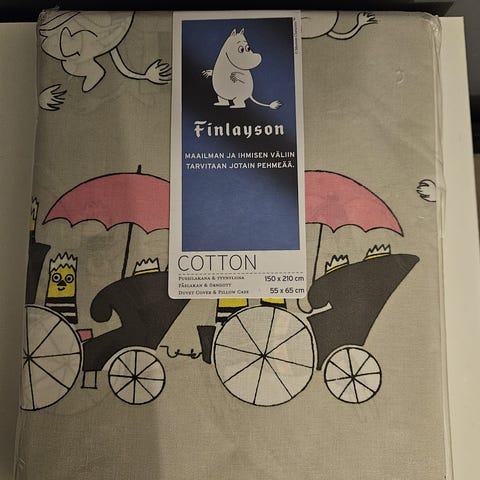 Finlayson
MAAILMAN JA IHMISEN VÄLIIN
TARVITAAN JOTAIN PEHMEÄÄ.
COTTON
PUSSILAKANA & TYYNYLIINA 150 x 210 cm
PÅSLAKAN & ÖRNGOTT 55 x 65 cm
DUVET COVER & PILLOW CASE